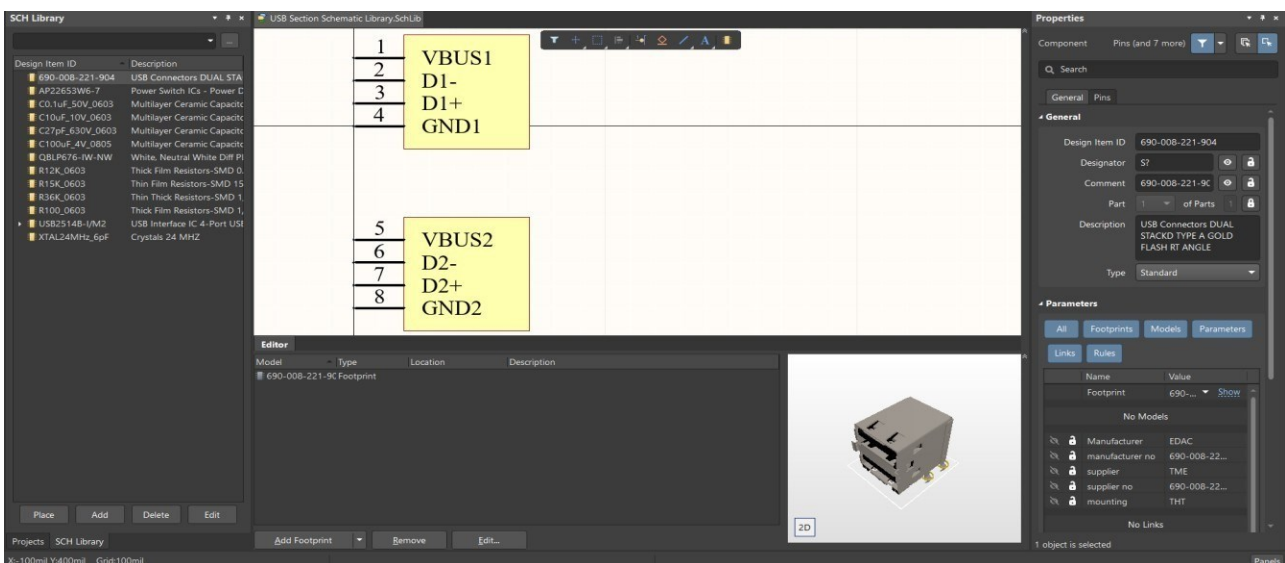 SCH Library
Design Item ID Description
690-008-221-904 USB Connectors DUAL STA
AP22653W6-7 Power Switch ICs - Power D
C0.1uF_50V_0603 Multilayer Ceramic Capacitc
C10uF_10V_0603 Multilayer Ceramic Capacitc
C27pF_630V_0603 Multilayer Ceramic Capacitc
C100uF_4V_0805 Multilayer Ceramic Capacitc
QBLP676-IW-NW White, Neutral White Diff Pl
R12K_0603 Thick Film Resistors-SMD 0.
R15K_0603 Thin Film Resistors-SMD 15
R36K_0603 Thin Thick Resistors-SMD 1
R100_0603 Thick Film Resistors-SMD 1,
USB2514B-I/M2 USB Interface IC 4-Port USI
XTAL24MHz_6pF Crystals 24 MHZ
Place Add Delete Edit
Projects SCH Library
X:-100mil Y:400mil Grid:100mil
USB Section Schematic Library.SchLib
1 VBUS1
2 D1-
3 D1+
4 GND1
5 VBUS2
6 D2-
7 D2+
8 GND2
Editor
Model Type Location Description
690-008-221-9C Footprint
2D
Add Footprint Remove Edit...
Properties
Component Pins (and 7 more)
Search
General Pins
General
Design Item ID 690-008-221-904
Designator S?
Comment 690-008-221-9C
Part 1 of Parts 1
Description USB Connectors DUAL
STACKD TYPE A GOLD
FLASH RT ANGLE
Type Standard
Parameters
All Footprints Models Parameters
Links Rules
Name Value
Footprint 690-... Show
No Models
Manufacturer EDAC
manufacturer no 690-008-22...
supplier TME
supplier no 690-008-22...
mounting THT
No Links
1 object is selected
Panels